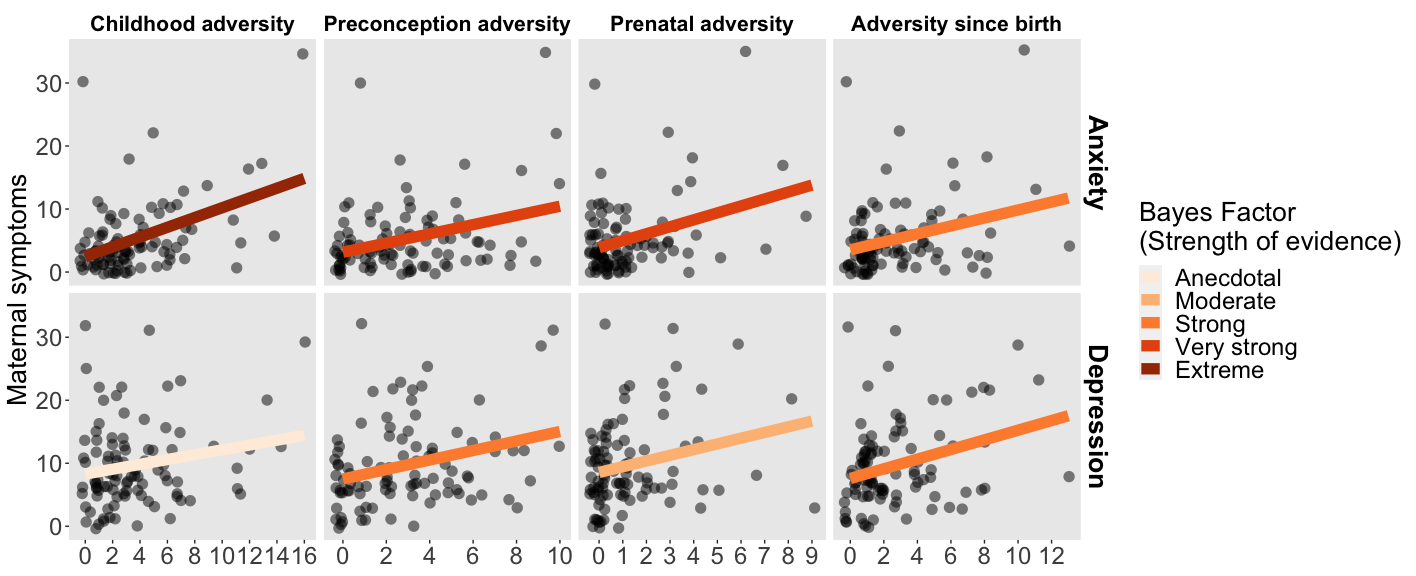 Childhood adversity Preconception adversity Prenatal adversity Adversity since birth
Maternal symptoms
30
20
10
0
Anxiety
30
20
10
0
Depression
0 2 4 6 8 10 12 14 16
0 2 4 6 8 10
0 1 2 3 4 5 6 7 8 9
0 2 4 6 8 10 12
Bayes Factor
(Strength of evidence)
Anecdotal
Moderate
Strong
Very strong
Extreme